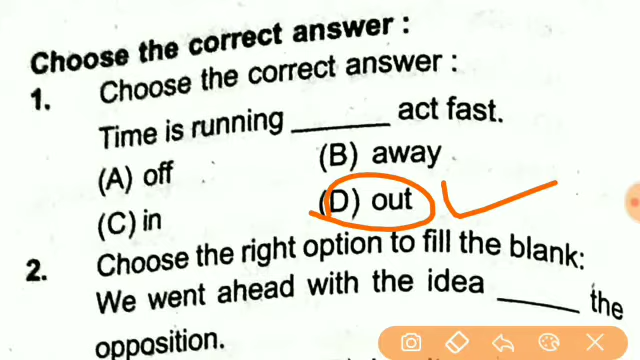 Choose the correct answer :
1. Choose the correct answer :
Time is running ______ act fast.
(A) off (B) away
(C) in (D) out
2. Choose the right option to fill the blank:
We went ahead with the idea ______ the
opposition.